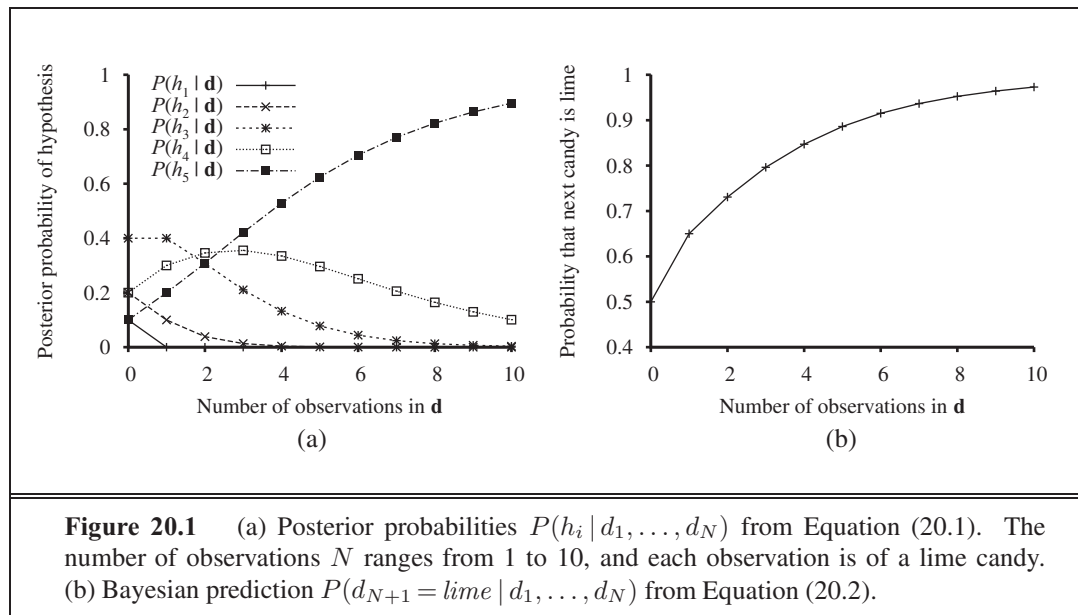 Posterior probability of hypothesis
1
0.8
0.6
0.4
0.2
0
P(h1 | d)
P(h2 | d)
P(h3 | d)
P(h4 | d)
P(h5 | d)
0 2 4 6 8 10
Number of observations in d
(a)
Probability that next candy is lime
1
0.9
0.8
0.7
0.6
0.5
0.4
0 2 4 6 8 10
Number of observations in d
(b)
Figure 20.1 (a) Posterior probabilities P(hi | d1, . . . , dN) from Equation (20.1). The
number of observations N ranges from 1 to 10, and each observation is of a lime candy.
(b) Bayesian prediction P(dN+1 = lime | d1, . . . , dN) from Equation (20.2).